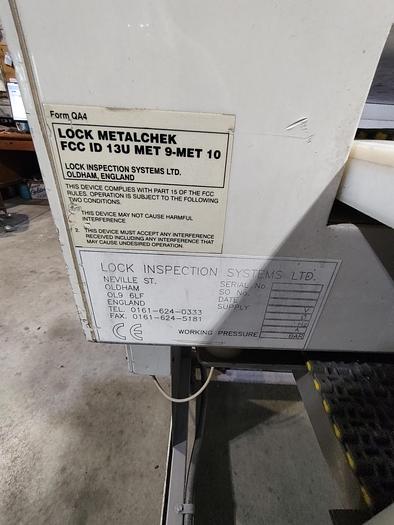 Form QA4
LOCK METALCHEK
FCC ID 13U MET 9-MET 10
LOCK INSPECTION SYSTEMS LTD.
OLDHAM, ENGLAND
THIS DEVICE COMPLIES WITH PART 15 OF THE FCC
RULES. OPERATION IS SUBJECT TO THE FOLLOWING
TWO CONDITIONS.
THIS DEVICE MAY NOT CAUSE HARMFUL
INTERFERENCE
2. THIS DEVICE MUST ACCEPT ANY INTERFERENCE
RECEIVED INCLUDING ANY INTERFERENCE THAT
MAY CAUSE UNDESIRED OPERATION.
LOCK INSPECTION SYSTEMS LTD.
NEVILLE ST.
OLDHAM
OL9 6LF
ENGLAND
TEL. 0161-624-0333
FAX. 0161-624-5181
SERIAL No.
SO No.
DATE
SUPPLY
V
A
CE
WORKING PRESSURE
BAR